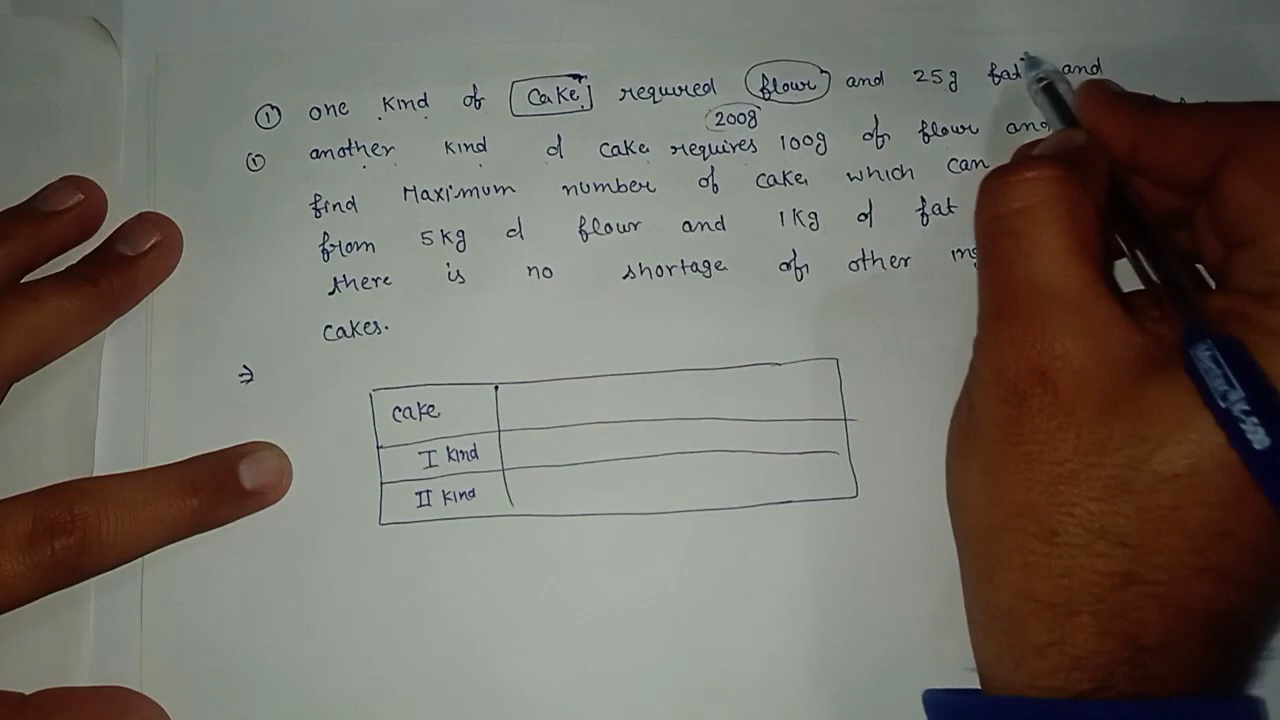 ① one kind of Cake. required flour and 25g fat and
200g
① another kind of cake requires 100g of flour and
find Maximum number of cake which can
from 5kg of flour and 1kg of fat
there is no shortage of other
cakes.
⇒
cake
I kind
II kind